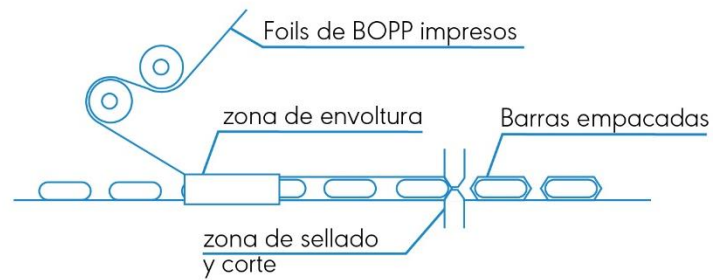 Foils de BOPP impresos
zona de envoltura
Barras empacadas
zona de sellado
y corte